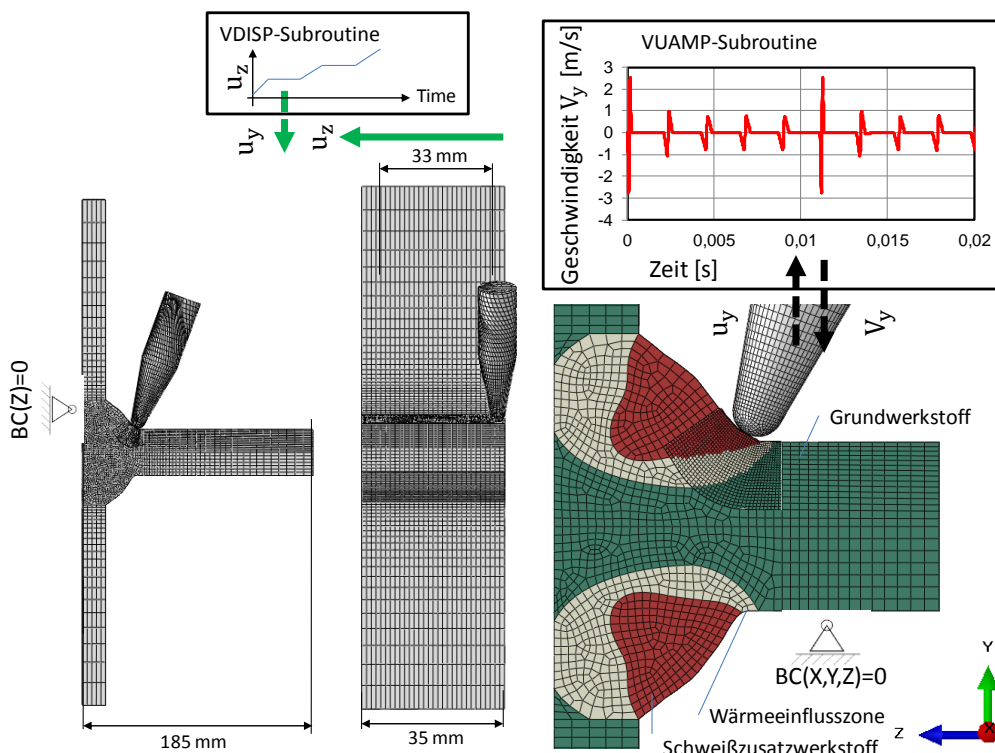 VDISP-Subroutine
u_z
Time
u_y
u_z
33 mm
BC(Z)=0
185 mm
35 mm
VUAMP-Subroutine
Geschwindigkeit V_y [m/s]
3
2
1
0
-1
-2
-3
-4
0
0,005
0,01
0,015
0,02
Zeit [s]
u_y
V_y
Grundwerkstoff
BC(X,Y,Z)=0
Wärmeeinflusszone
Schweißzusatzwerkstoff
Y
Z
X